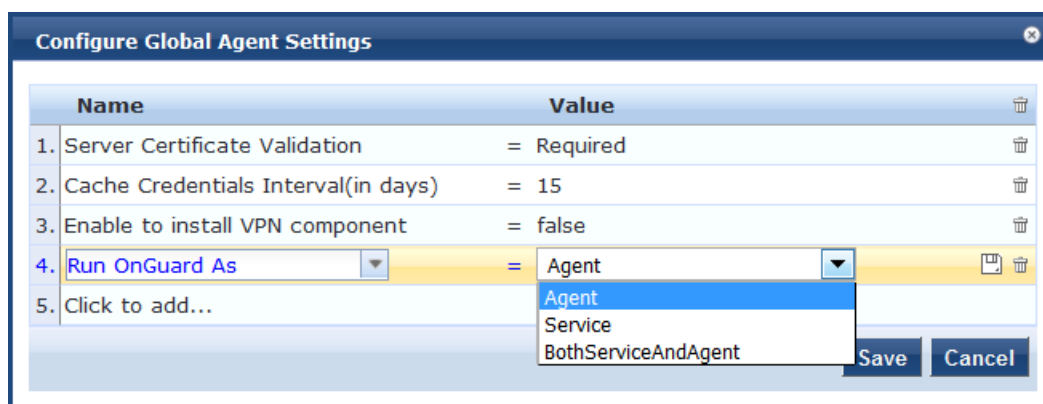 Configure Global Agent Settings
Name Value
1. Server Certificate Validation = Required
2. Cache Credentials Interval(in days) = 15
3. Enable to install VPN component = false
4. Run OnGuard As = Agent
5. Click to add...
Agent
Service
BothServiceAndAgent
Save Cancel